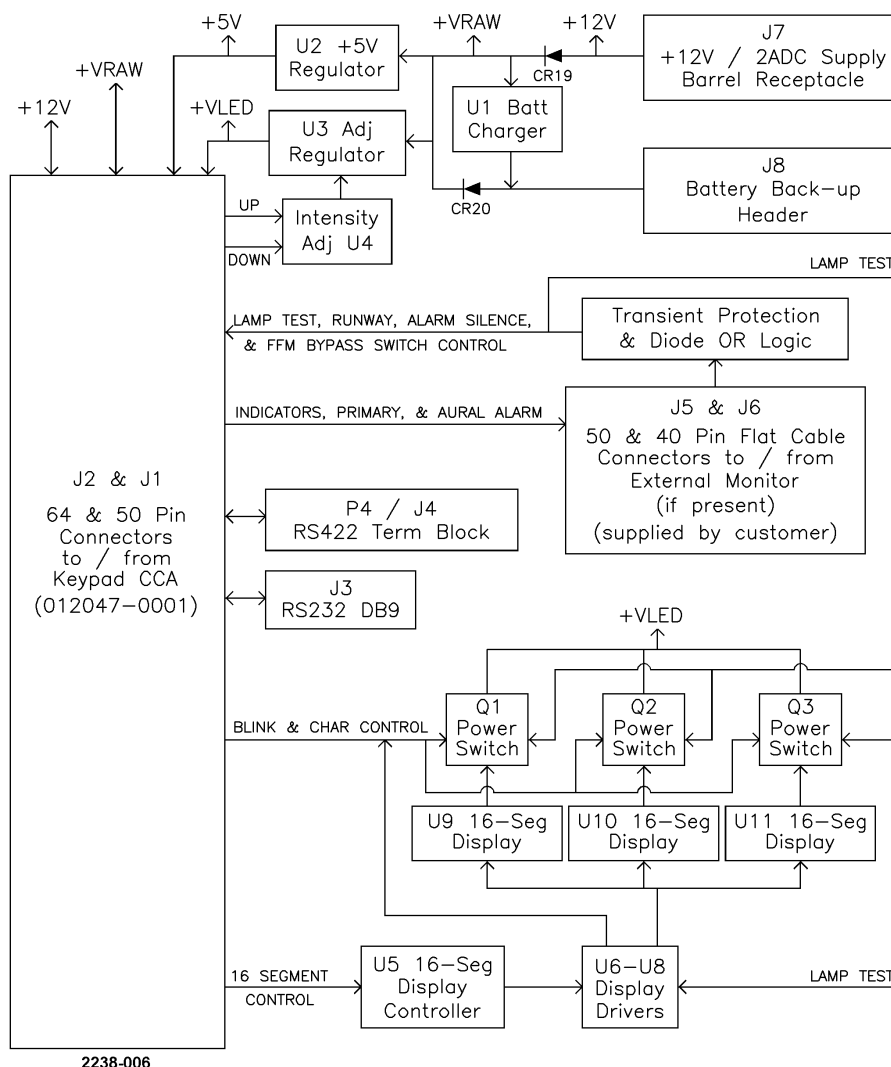 +5V
U2 +5V
Regulator
+VRAW
+12V
CR19
J7
+12V / 2ADC Supply
Barrel Receptacle
+VRAW
+12V
+VLED
U3 Adj
Regulator
U1 Batt
Charger
J8
Battery Back-up
Header
CR20
UP
DOWN
Intensity
Adj U4
LAMP TEST
LAMP TEST, RUNWAY, ALARM SILENCE,
& FFM BYPASS SWITCH CONTROL
Transient Protection
& Diode OR Logic
INDICATORS, PRIMARY, & AURAL ALARM
J5 & J6
50 & 40 Pin Flat Cable
Connectors to / from
External Monitor
(if present)
(supplied by customer)
J2 & J1
64 & 50 Pin
Connectors
to / from
Keypad CCA
(012047-0001)
P4 / J4
RS422 Term Block
J3
RS232 DB9
+VLED
BLINK & CHAR CONTROL
Q1
Power
Switch
Q2
Power
Switch
Q3
Power
Switch
U9 16-Seg
Display
U10 16-Seg
Display
U11 16-Seg
Display
16 SEGMENT
CONTROL
U5 16-Seg
Display
Controller
U6-U8
Display
Drivers
LAMP TEST
2238-006